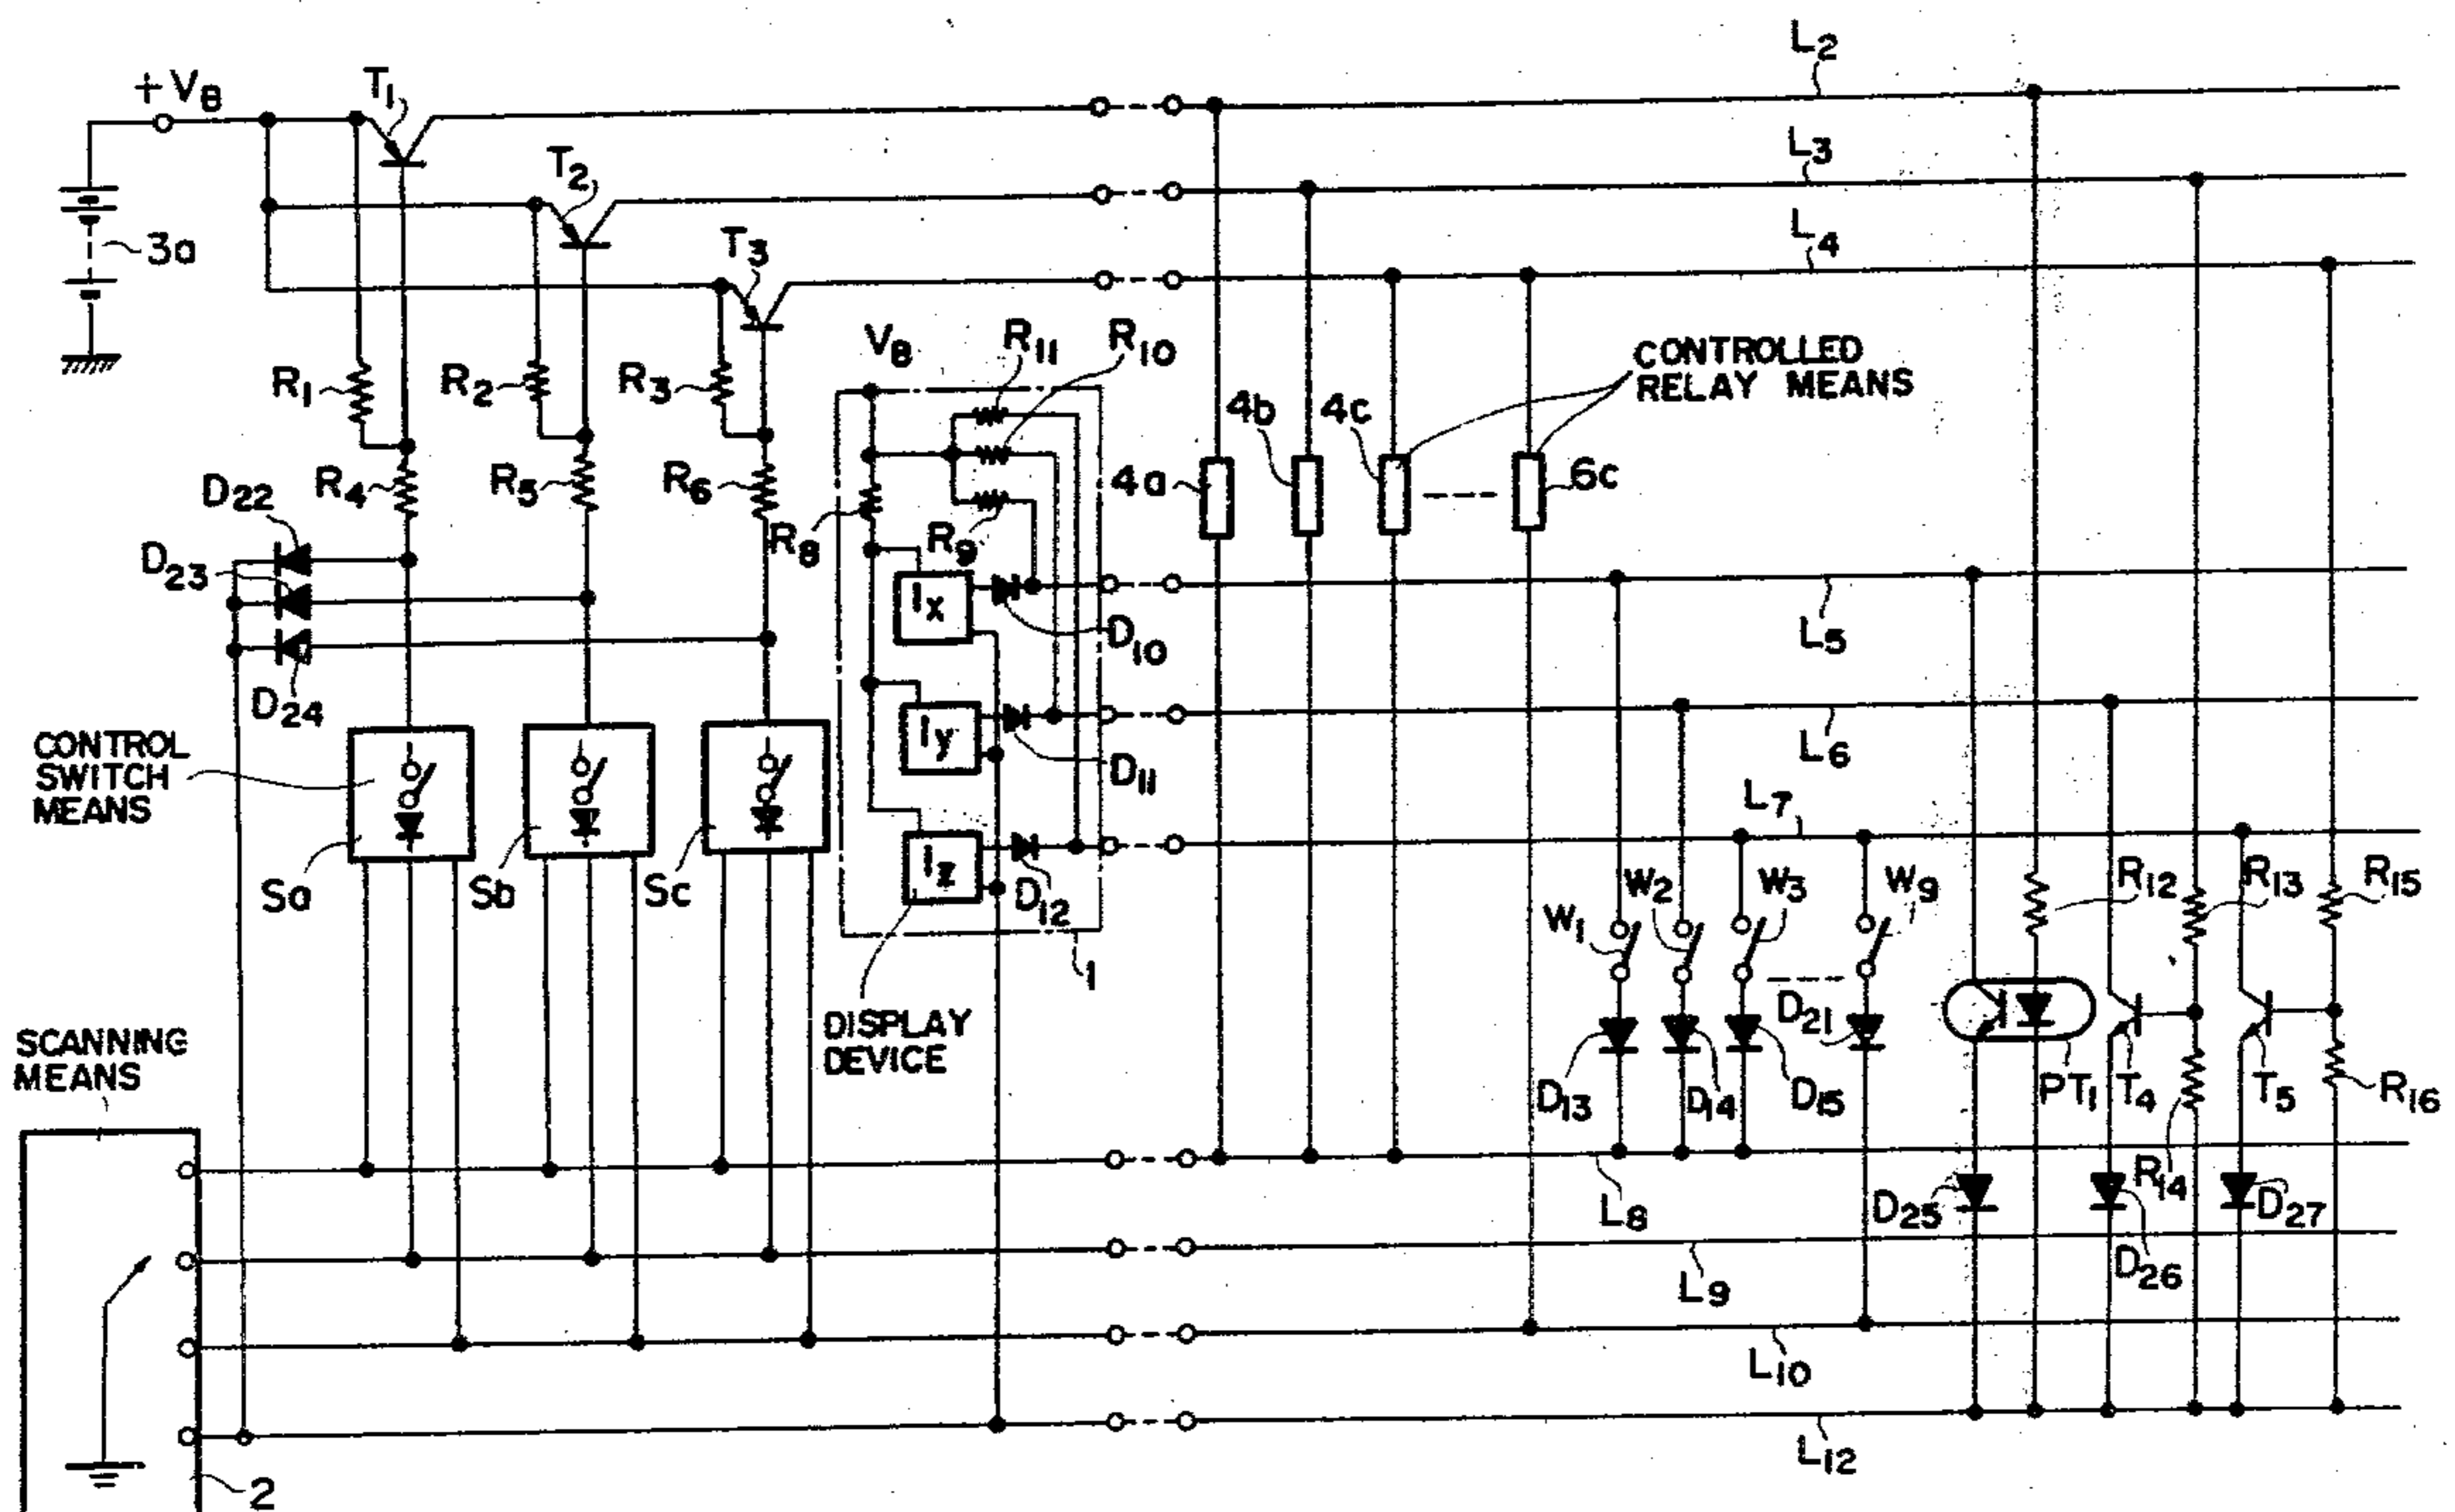 L2
+VB
T1
L3
T2
L4
T3
3a
VB
R11
R10
CONTROLLED
RELAY MEANS
R1
R2
R3
4b
4c
4a
6c
D22
R4
R5
R6
R8
R9
D23
Ix
D10
L5
D24
CONTROL
SWITCH
MEANS
Iy
D11
L6
L7
Sa
Sb
Sc
Iz
D12
W1
W2
W3
W9
R12
R13
R15
1
DISPLAY
DEVICE
D21
SCANNING
MEANS
D13
D14
D15
PT1
T4
T5
R16
R14
D25
D27
L8
D26
L9
L10
L12
2